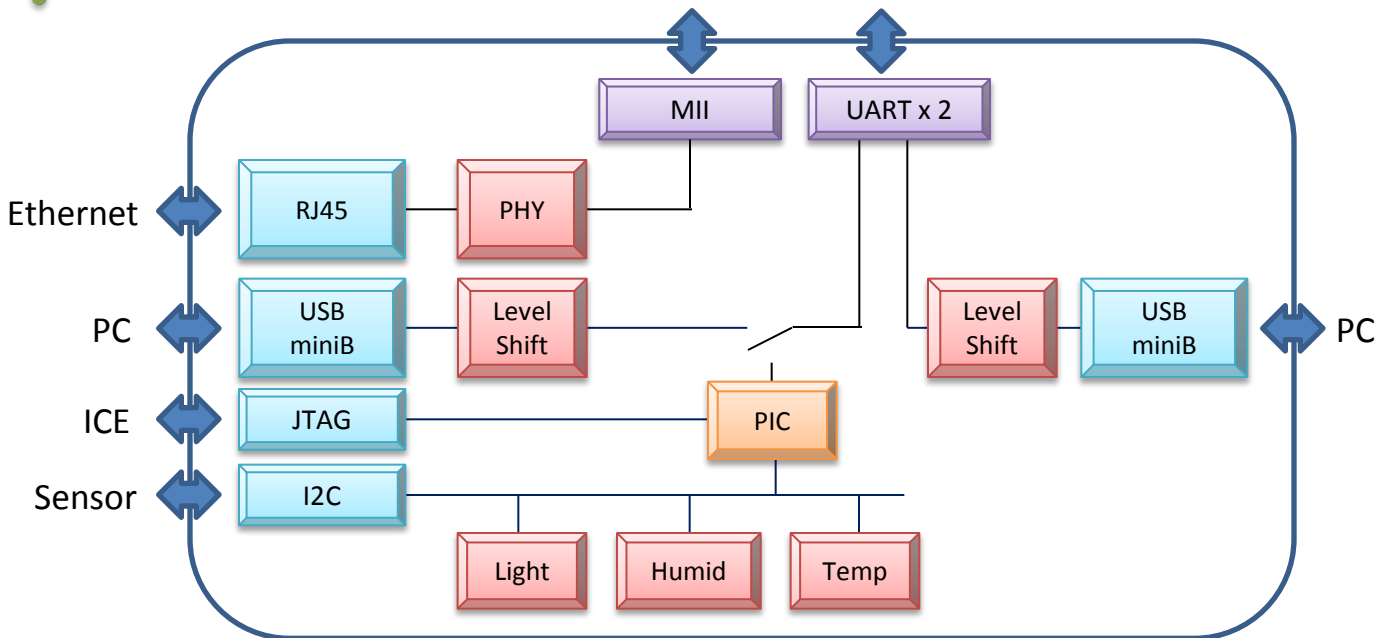 MII
UART x 2
Ethernet
RJ45
PHY
PC
USB
miniB
Level
Shift
Level
Shift
USB
miniB
PC
ICE
JTAG
PIC
Sensor
I2C
Light
Humid
Temp